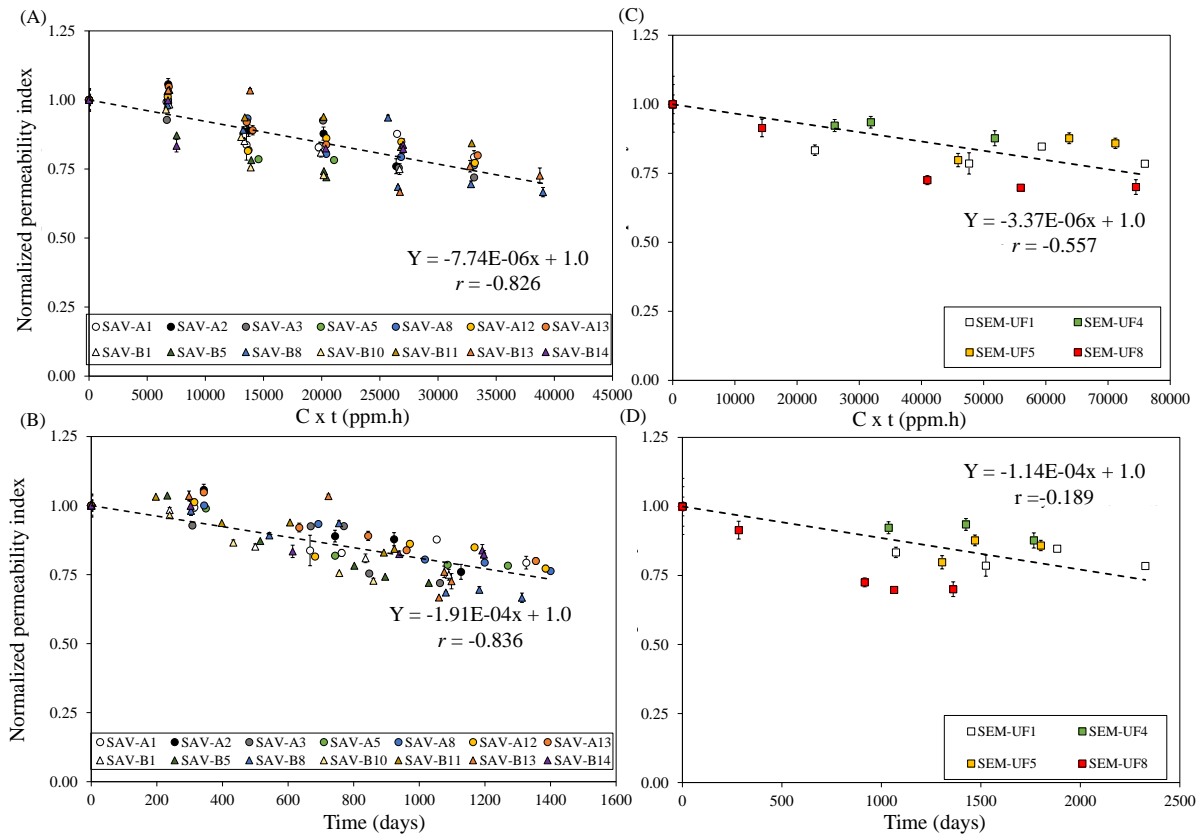 (A)
Normalized permeability index
1.25
1.00
0.75
0.50
0.25
0.00
Y = -7.74E-06x + 1.0
r = -0.826
SAV-A1 SAV-A2 SAV-A3 SAV-A5 SAV-A8 SAV-A12 SAV-A13
SAV-B1 SAV-B5 SAV-B8 SAV-B10 SAV-B11 SAV-B13 SAV-B14
0 5000 10000 15000 20000 25000 30000 35000 40000 45000
C x t (ppm.h)
(C)
1.25
1.00
0.75
0.50
0.25
0.00
Y = -3.37E-06x + 1.0
r = -0.557
SEM-UF1 SEM-UF4
SEM-UF5 SEM-UF8
0 10000 20000 30000 40000 50000 60000 70000 80000
C x t (ppm.h)
(B)
Normalized permeability index
1.25
1.00
0.75
0.50
0.25
0.00
Y = -1.91E-04x + 1.0
r = -0.836
SAV-A1 SAV-A2 SAV-A3 SAV-A5 SAV-A8 SAV-A12 SAV-A13
SAV-B1 SAV-B5 SAV-B8 SAV-B10 SAV-B11 SAV-B13 SAV-B14
0 200 400 600 800 1000 1200 1400 1600
Time (days)
(D)
1.25
1.00
0.75
0.50
0.25
0.00
Y = -1.14E-04x + 1.0
r =-0.189
SEM-UF1 SEM-UF4
SEM-UF5 SEM-UF8
0 500 1000 1500 2000 2500
Time (days)